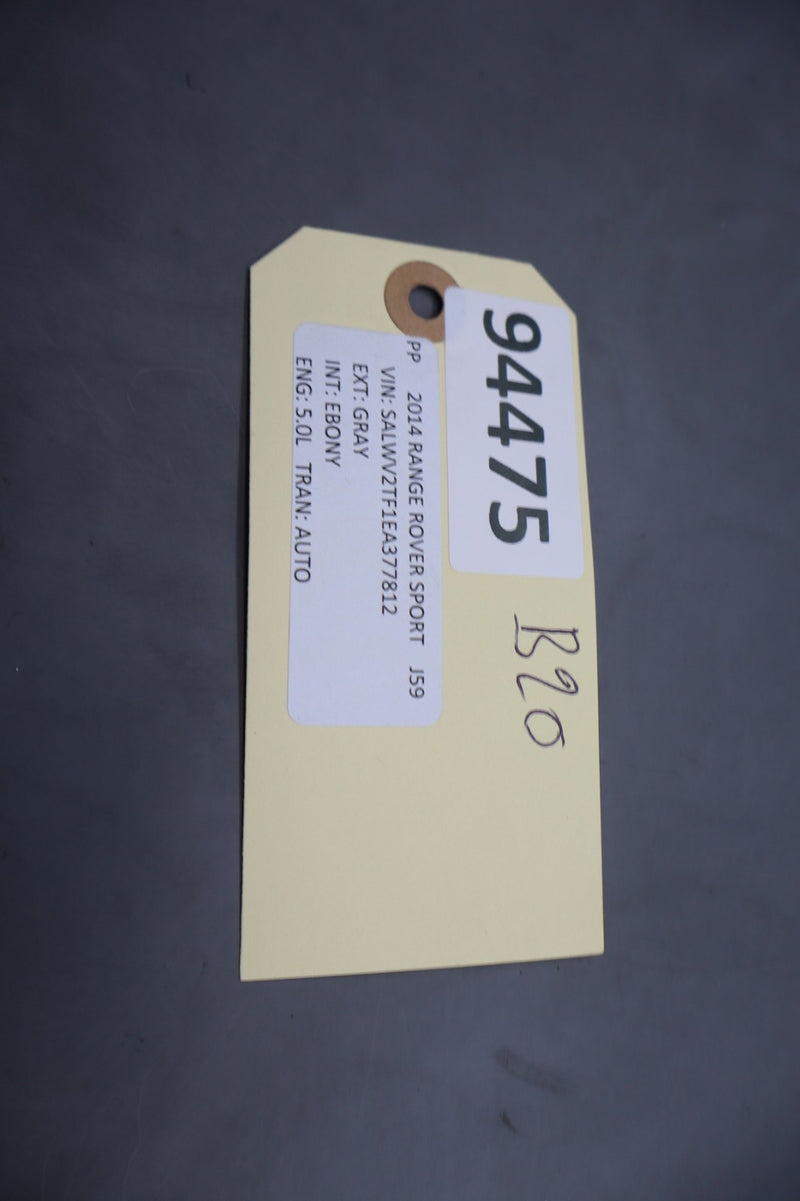 94475
B20
PP 2014 RANGE ROVER SPORT J59
VIN: SALWV2TF1EA377812
EXT: GRAY
INT: EBONY
ENG: 5.0L TRAN: AUTO